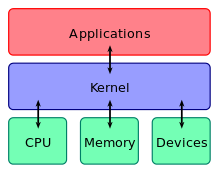 Applications
Kernel
CPU Memory Devices